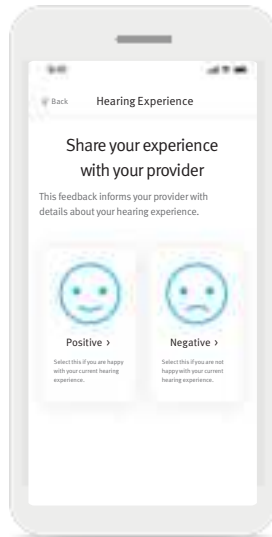 Back Hearing Experience
Share your experience
with your provider
This feedback informs your provider with
details about your hearing experience.
Positive › Negative ›
Select this if you are happy
with your current hearing
experience.
Select this if you are not
happy with your current
hearing experience.